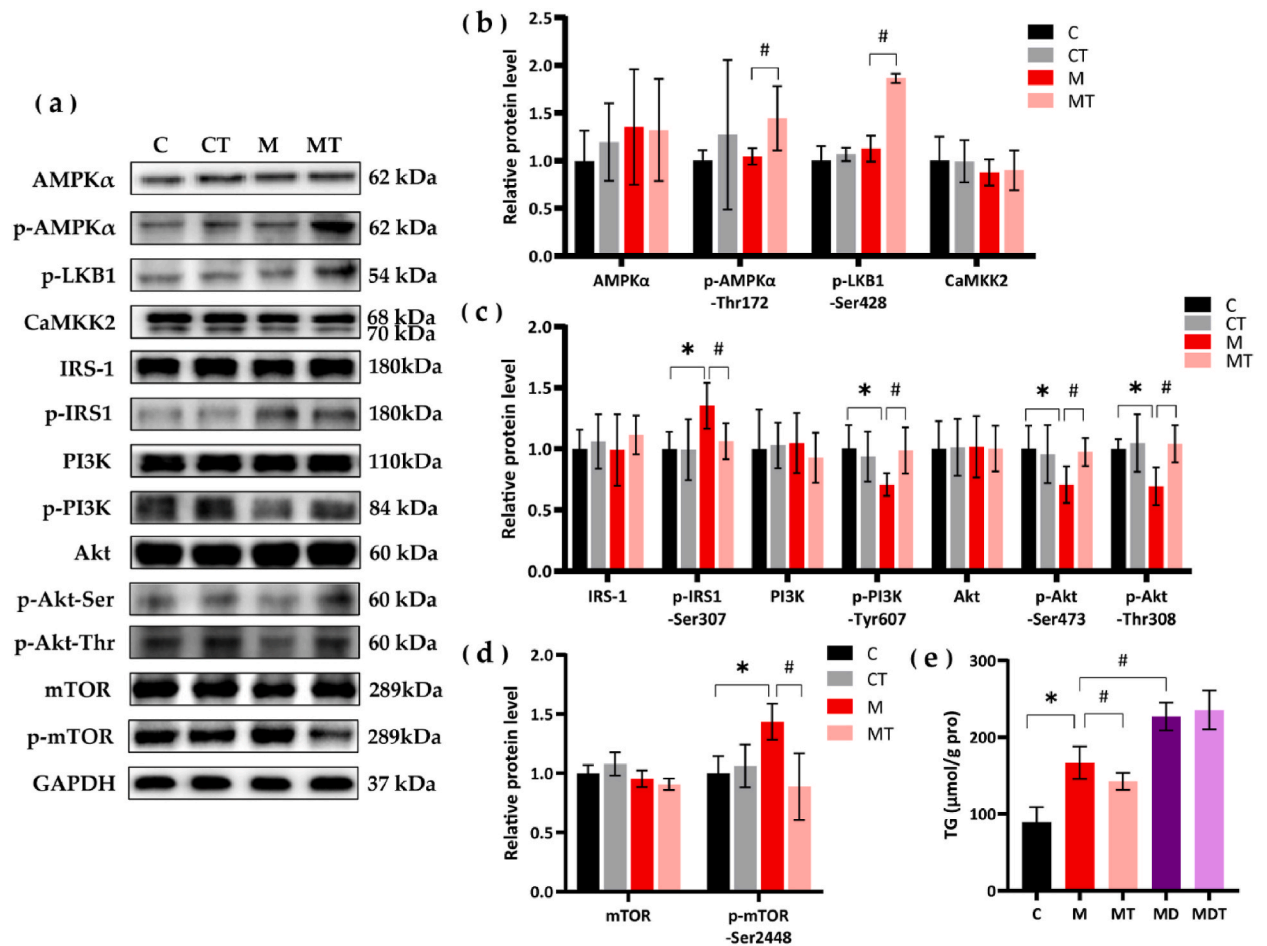 ( a )
C CT M MT
AMPKα 62 kDa
p-AMPKα 62 kDa
p-LKB1 54 kDa
CaMKK2 68 kDa
70 kDa
IRS-1 180kDa
p-IRS1 180kDa
PI3K 110kDa
p-PI3K 84 kDa
Akt 60 kDa
p-Akt-Ser 60 kDa
p-Akt-Thr 60 kDa
mTOR 289kDa
p-mTOR 289kDa
GAPDH 37 kDa
( b )
Relative protein level
2.5
2.0
1.5
1.0
0.5
0.0
# #
AMPKα p-AMPKα p-LKB1 CaMKK2
-Thr172 -Ser428
C
CT
M
MT
( c )
Relative protein level
2.0
1.5
1.0
0.5
0.0
* # * # * # * #
IRS-1 p-IRS1 PI3K p-PI3K Akt p-Akt p-Akt
-Ser307 -Tyr607 -Ser473 -Thr308
C
CT
M
MT
( d )
Relative protein level
2.0
1.5
1.0
0.5
0.0
* #
mTOR p-mTOR
-Ser2448
C
CT
M
MT
( e )
TG (μmol/g pro)
300
200
100
0
* # #
C M MT MD MDT